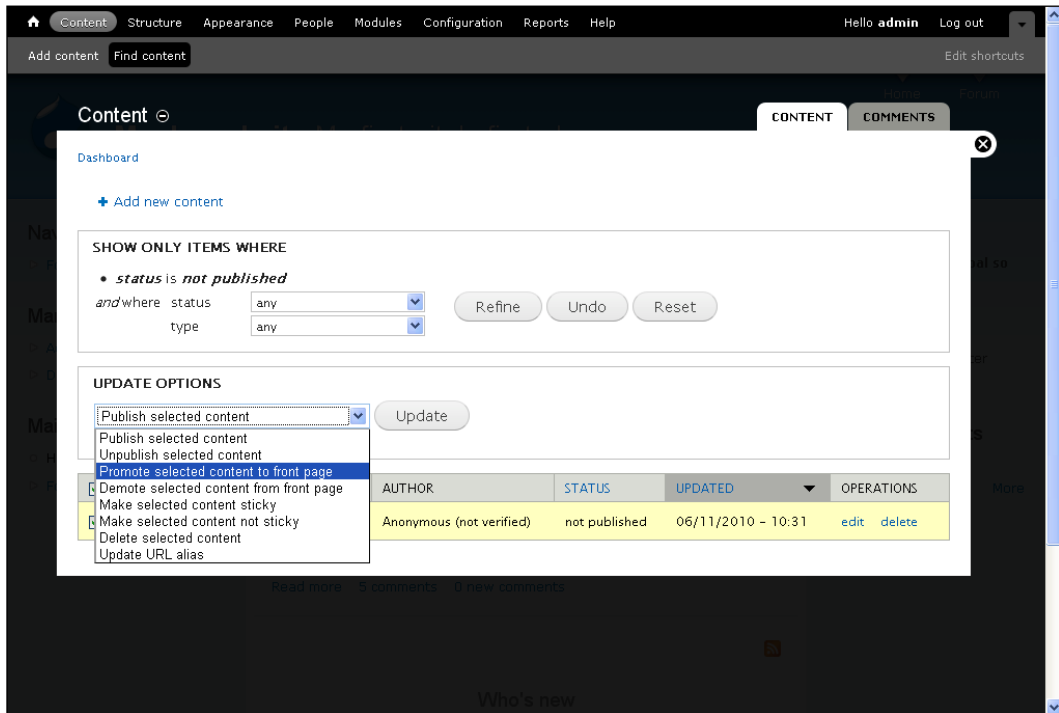 Content Structure Appearance People Modules Configuration Reports Help Hello admin Log out
Add content Find content Edit shortcuts
Home Forum
Content CONTENT COMMENTS
Dashboard
Add new content
SHOW ONLY ITEMS WHERE
• status is not published
and where status any
type any
Refine Undo Reset
UPDATE OPTIONS
Publish selected content Update
Publish selected content
Unpublish selected content
Promote selected content to front page
Demote selected content from front page
Make selected content sticky
Make selected content not sticky
Delete selected content
Update URL alias
AUTHOR STATUS UPDATED OPERATIONS
Anonymous (not verified) not published 06/11/2010 - 10:31 edit delete
More
Read more 5 comments 0 new comments
Who's new